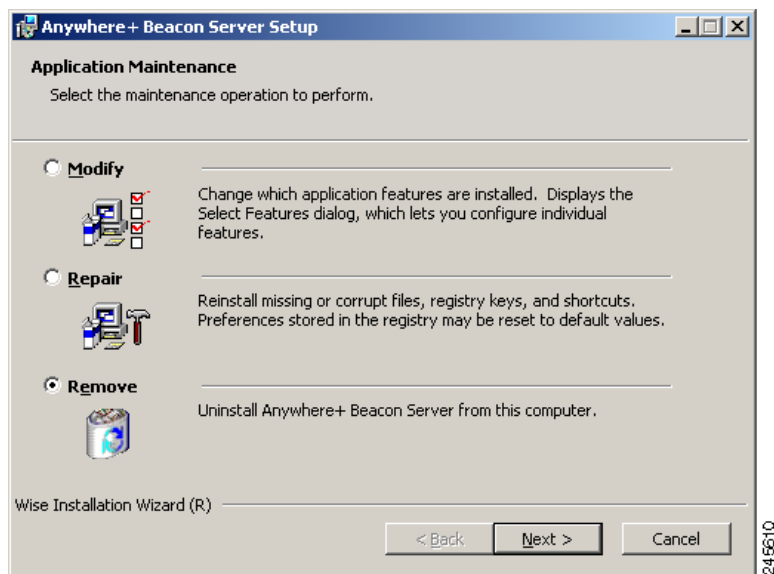 Anywhere+ Beacon Server Setup
Application Maintenance
Select the maintenance operation to perform.
Modify
Change which application features are installed. Displays the
Select Features dialog, which lets you configure individual
features.
Repair
Reinstall missing or corrupt files, registry keys, and shortcuts.
Preferences stored in the registry may be reset to default values.
Remove
Uninstall Anywhere+ Beacon Server from this computer.
Wise Installation Wizard (R)
< Back
Next >
Cancel
245610